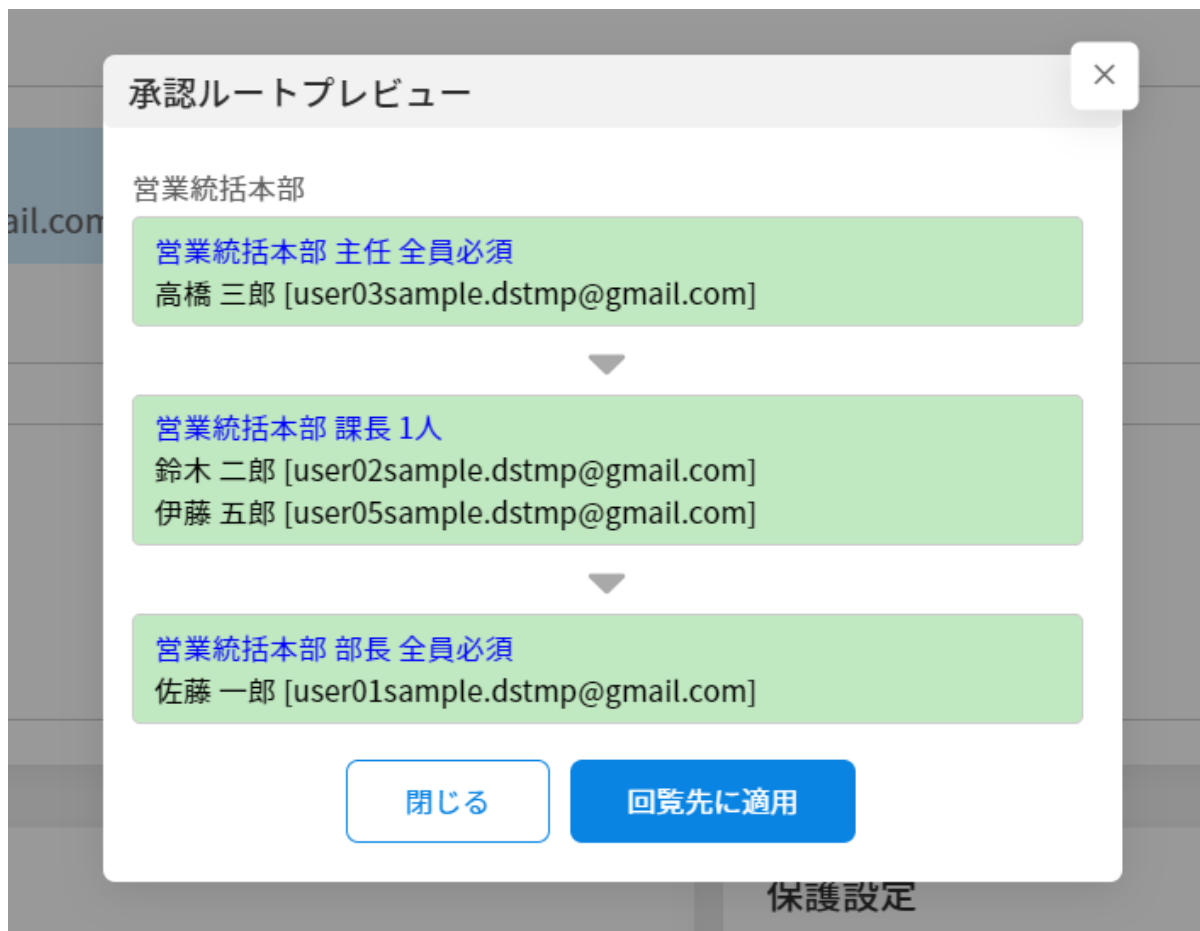 承認ルートプレビュー
営業統括本部
営業統括本部 主任 全員必須
高橋 三郎 [user03sample.dstmp@gmail.com]
営業統括本部 課長 1人
鈴木 二郎 [user02sample.dstmp@gmail.com]
伊藤 五郎 [user05sample.dstmp@gmail.com]
営業統括本部 部長 全員必須
佐藤 一郎 [user01sample.dstmp@gmail.com]
閉じる
回覧先に適用
ail.com
保護設定